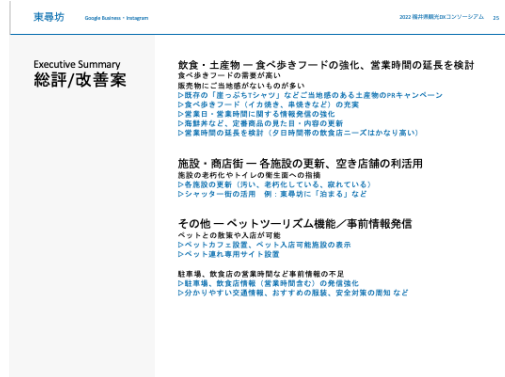 東尋坊
Google Business・Instagram
2022 福井県観光DXコンソーシアム 25
Executive Summary
総評/改善案
飲食・土産物 ー 食べ歩きフードの強化、営業時間の延長を検討
食べ歩きフードの需要が高い
販売物にご当地感がないものが多い
▷既存の「崖っぷちTシャツ」などご当地感のある土産物のPRキャンペーン
▷食べ歩きフード（イカ焼き、串焼きなど）の充実
▷営業日・営業時間に関する情報発信の強化
▷海鮮丼など、定番商品の見た目・内容の更新
▷営業時間の延長を検討（夕日時間帯の飲食店ニーズはかなり高い）
施設・商店街 ー 各施設の更新、空き店舗の利活用
施設の老朽化やトイレの衛生面への指摘
▷各施設の更新（汚い、老朽化している、寂れている）
▷シャッター街の活用　例：東尋坊に「泊まる」など
その他 ー ペットツーリズム機能／事前情報発信
ペットとの散策や入店が可能
▷ペットカフェ設置、ペット入店可能施設の表示
▷ペット連れ専用サイト設置
駐車場、飲食店の営業時間など事前情報の不足
▷駐車場、飲食店情報（営業時間含む）の発信強化
▷分かりやすい交通情報、おすすめの服装、安全対策の周知 など